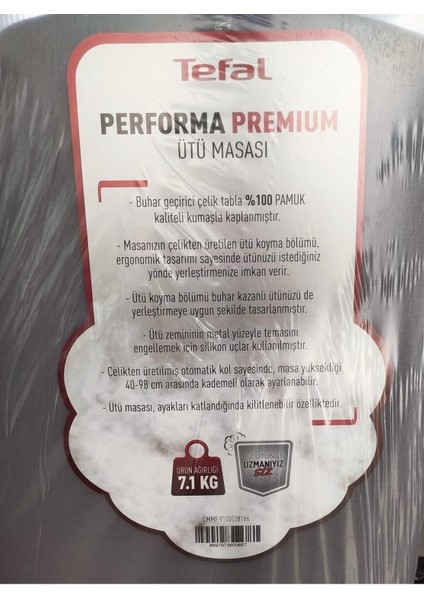 Tefal
PERFORMA PREMIUM
ÜTÜ MASASI
- Buhar geçirici çelik tabla %100 PAMUK
kaliteli kumaşla kaplanmıştır.
- Masanızın çelikten üretilen ütü koyma bölümü,
ergonomik tasarımı sayesinde ütünüzü istediğiniz
yönde yerleştirmenize imkan verir.
- Ütü koyma bölümü buhar kazanlı ütünüzü de
yerleştirmeye uygun şekilde tasarlanmıştır.
- Ütü zemininin metal yüzeyle temasını
engellemek için silikon uçlar kullanılmıştır.
- Çelikten üretilmiş otomatik kol sayesinde, masa yüksekliği
40-98 cm arasında kademeli olarak ayarlanabilir.
- Ütü masası, ayakları katlandığında kilitlenebilir özelliktedir.
ÜRÜN AĞIRLIĞI
7.1 KG
UZMANIYIZ
SİZ
CMMF:9100038166